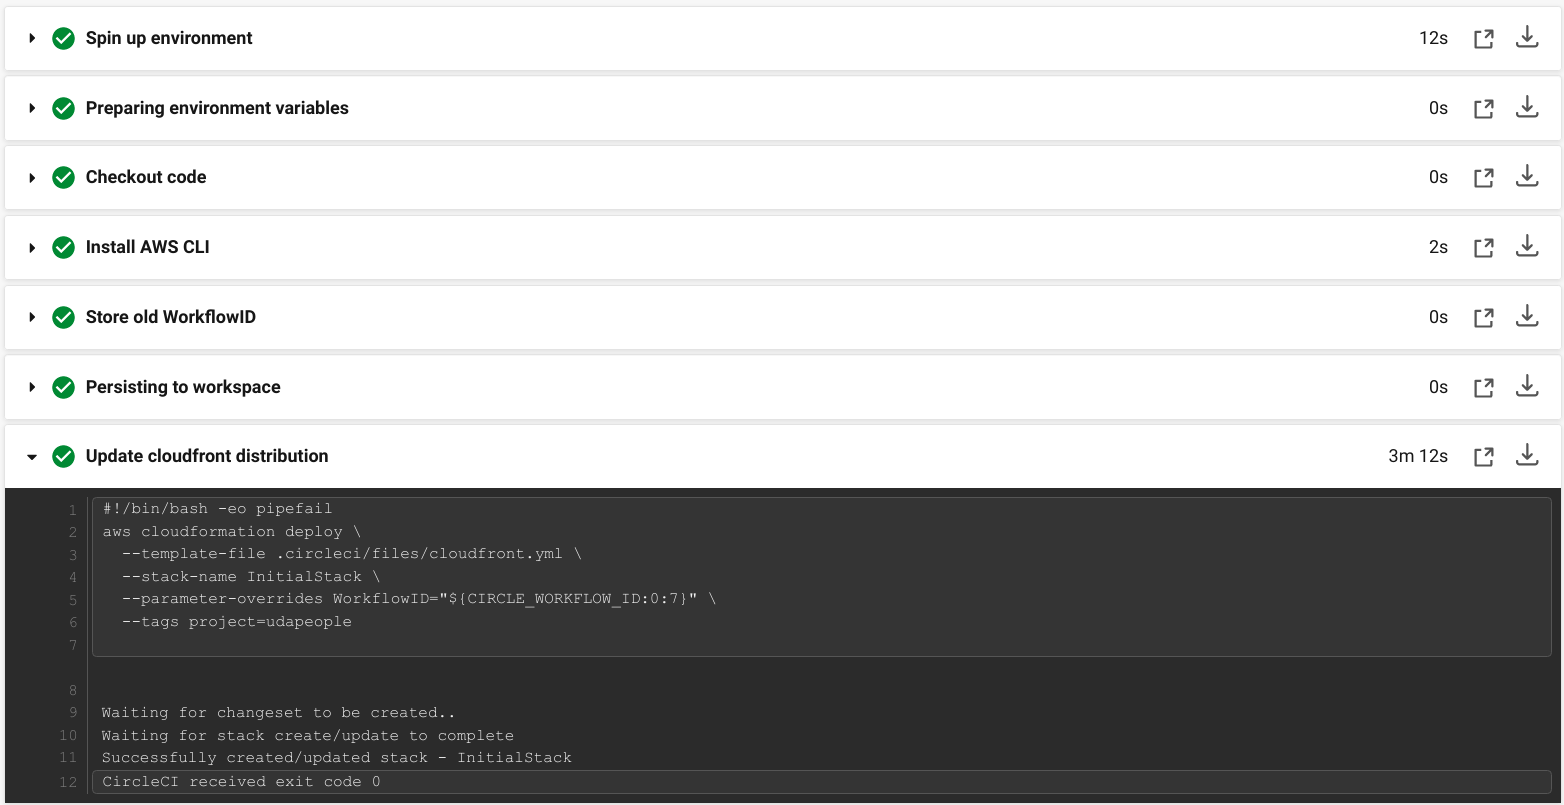 Spin up environment 12s
Preparing environment variables 0s
Checkout code 0s
Install AWS CLI 2s
Store old WorkflowID 0s
Persisting to workspace 0s
Update cloudfront distribution 3m 12s
1 #!/bin/bash -eo pipefail
2 aws cloudformation deploy \
3   --template-file .circleci/files/cloudfront.yml \
4   --stack-name InitialStack \
5   --parameter-overrides WorkflowID="${CIRCLE_WORKFLOW_ID:0:7}" \
6   --tags project=udapeople
7
8
9 Waiting for changeset to be created..
10 Waiting for stack create/update to complete
11 Successfully created/updated stack - InitialStack
12 CircleCI received exit code 0